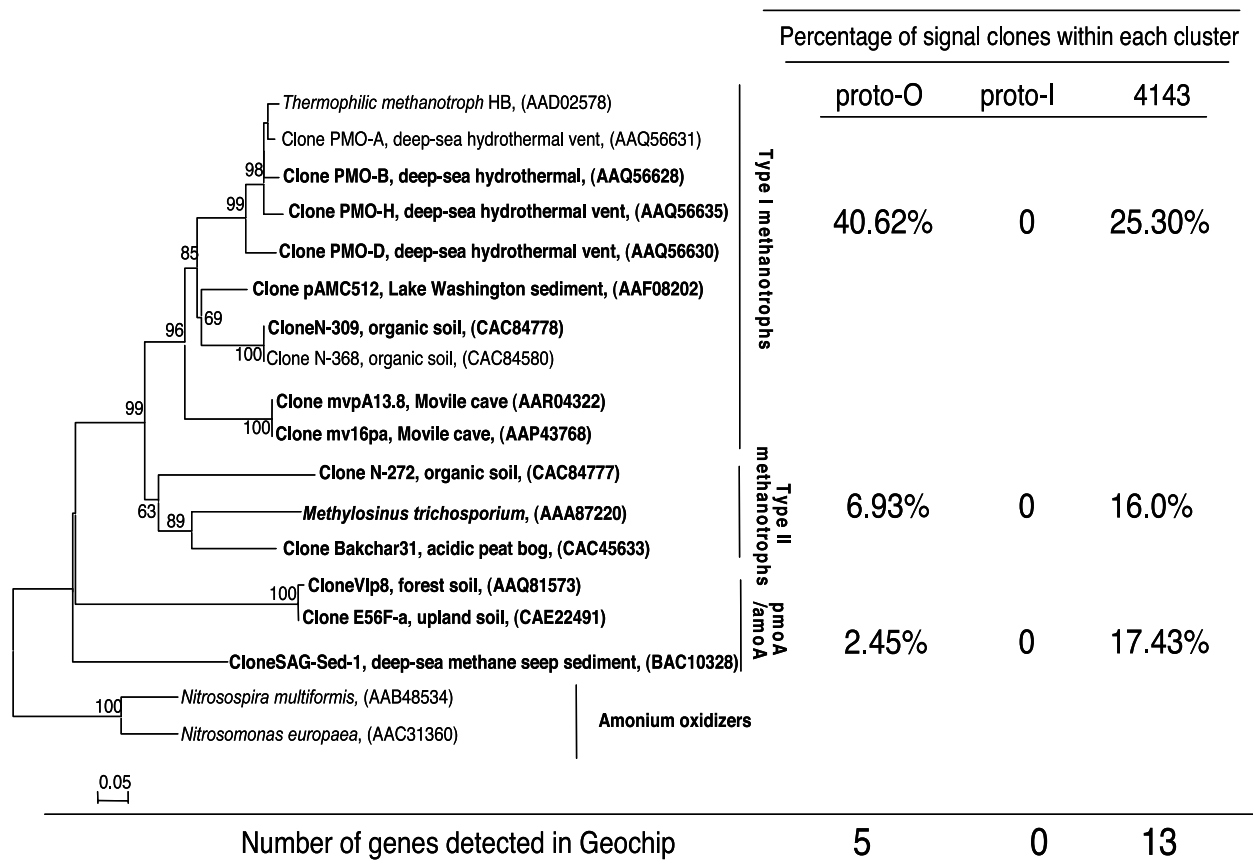 Percentage of signal clones within each cluster
proto-O proto-I 4143
Thermophilic methanotroph HB, (AAD02578)
Clone PMO-A, deep-sea hydrothermal vent, (AAQ56631)
98 Clone PMO-B, deep-sea hydrothermal, (AAQ56628)
99 Clone PMO-H, deep-sea hydrothermal vent, (AAQ56635)
Type I methanotrophs
40.62% 0 25.30%
85 Clone PMO-D, deep-sea hydrothermal vent, (AAQ56630)
Clone pAMC512, Lake Washington sediment, (AAF08202)
69
96 CloneN-309, organic soil, (CAC84778)
100 Clone N-368, organic soil, (CAC84580)
99 Clone mvpA13.8, Movile cave (AAR04322)
100 Clone mv16pa, Movile cave, (AAP43768)
Clone N-272, organic soil, (CAC84777)
63
89 Methylosinus trichosporium, (AAA87220)
Type II
methanotrophs
6.93% 0 16.0%
Clone Bakchar31, acidic peat bog, (CAC45633)
100 CloneVIp8, forest soil, (AAQ81573)
Clone E56F-a, upland soil, (CAE22491)
pmoA
/amoA
2.45% 0 17.43%
CloneSAG-Sed-1, deep-sea methane seep sediment, (BAC10328)
100 Nitrosospira multiformis, (AAB48534)
Amonium oxidizers
Nitrosomonas europaea, (AAC31360)
0.05
Number of genes detected in Geochip 5 0 13